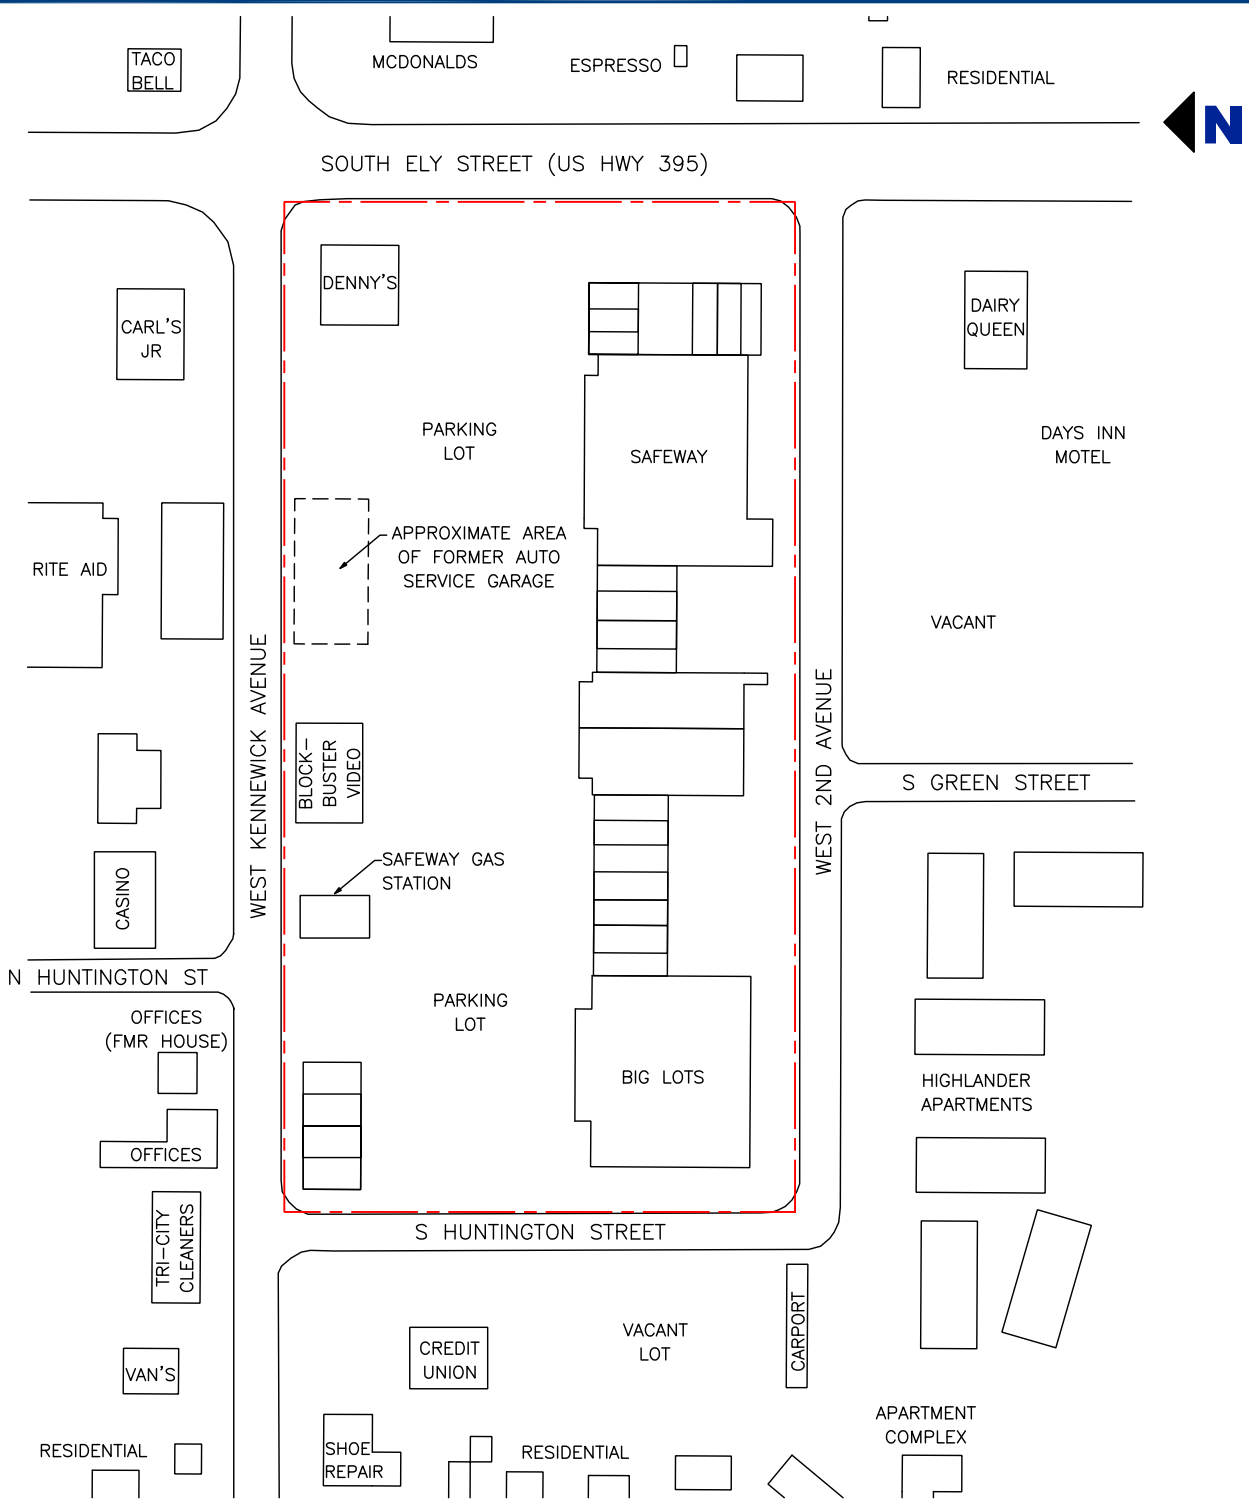 TACO
BELL
MCDONALDS
ESPRESSO
RESIDENTIAL
N
SOUTH ELY STREET (US HWY 395)
DENNY'S
CARL'S
JR
DAIRY
QUEEN
PARKING
LOT
SAFEWAY
DAYS INN
MOTEL
APPROXIMATE AREA
OF FORMER AUTO
SERVICE GARAGE
RITE AID
VACANT
WEST KENNEWICK AVENUE
BLOCK-
BUSTER
VIDEO
WEST 2ND AVENUE
S GREEN STREET
SAFEWAY GAS
STATION
CASINO
N HUNTINGTON ST
PARKING
LOT
OFFICES
(FMR HOUSE)
BIG LOTS
HIGHLANDER
APARTMENTS
OFFICES
TRI-CITY
CLEANERS
S HUNTINGTON STREET
CREDIT
UNION
VACANT
LOT
CARPORT
VAN'S
APARTMENT
COMPLEX
RESIDENTIAL
SHOE
REPAIR
RESIDENTIAL